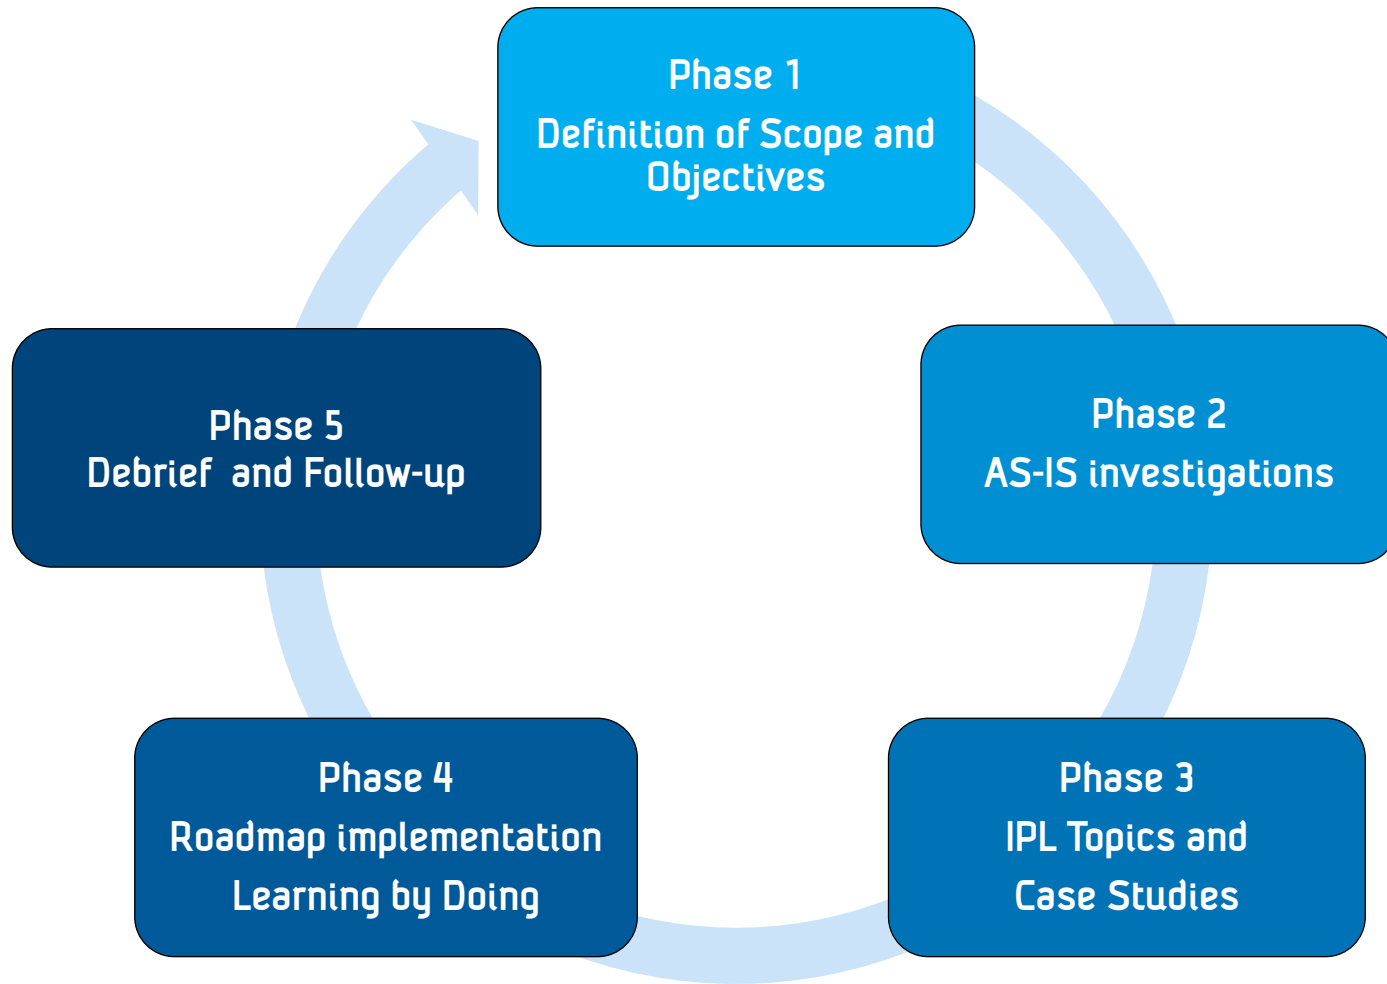 Phase 1
Definition of Scope and
Objectives
Phase 2
AS-IS investigations
Phase 3
IPL Topics and
Case Studies
Phase 4
Roadmap implementation
Learning by Doing
Phase 5
Debrief and Follow-up